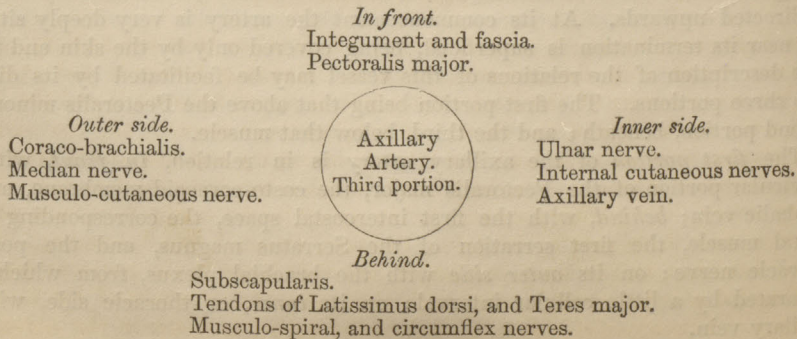 In front.
Integument and fascia.
Pectoralis major.
Outer side.
Coraco-brachialis.
Median nerve.
Musculo-cutaneous nerve.
Axillary
Artery.
Third portion.
Inner side.
Ulnar nerve.
Internal cutaneous nerves.
Axillary vein.
Behind.
Subscapularis.
Tendons of Latissimus dorsi, and Teres major.
Musculo-spiral, and circumflex nerves.